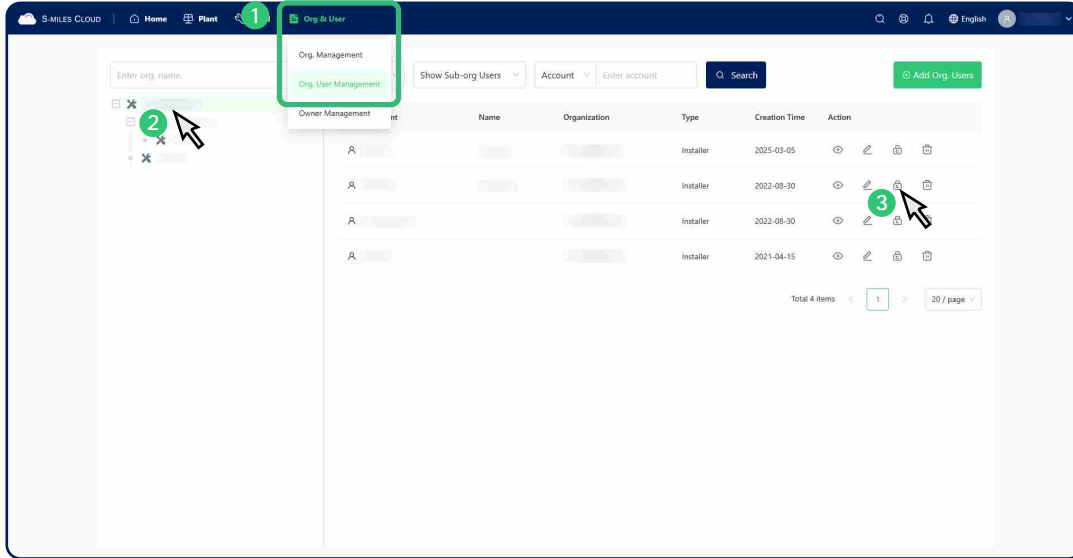 S-MILES CLOUD Home Plant 1 Org & User English
Org. Management
Org. User Management
Owner Management
Enter org. name. Show Sub-org Users Account Enter account Search Add Org. Users
Name Organization Type Creation Time Action
2
Installer 2025-03-05
Installer 2022-08-30
3
Installer 2022-08-30
Installer 2021-04-15
Total 4 items < 1 > 20 / page